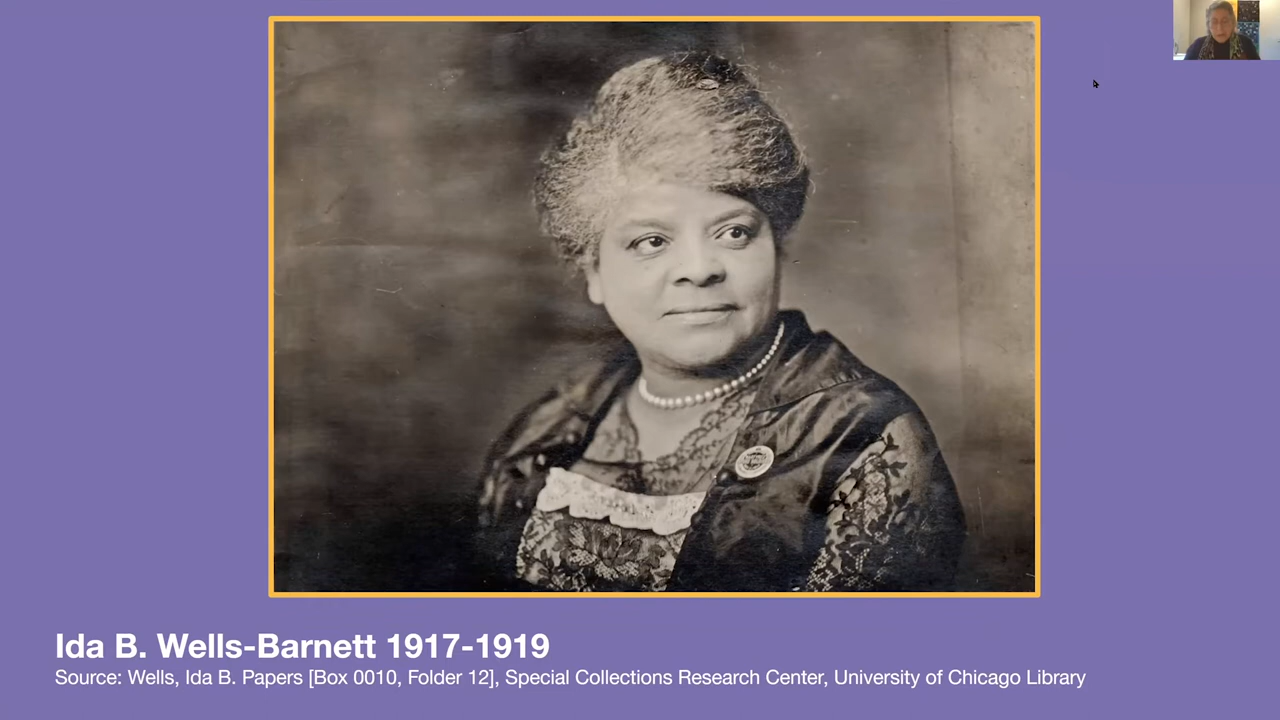 Ida B. Wells-Barnett 1917-1919
Source: Wells, Ida B. Papers [Box 0010, Folder 12], Special Collections Research Center, University of Chicago Library